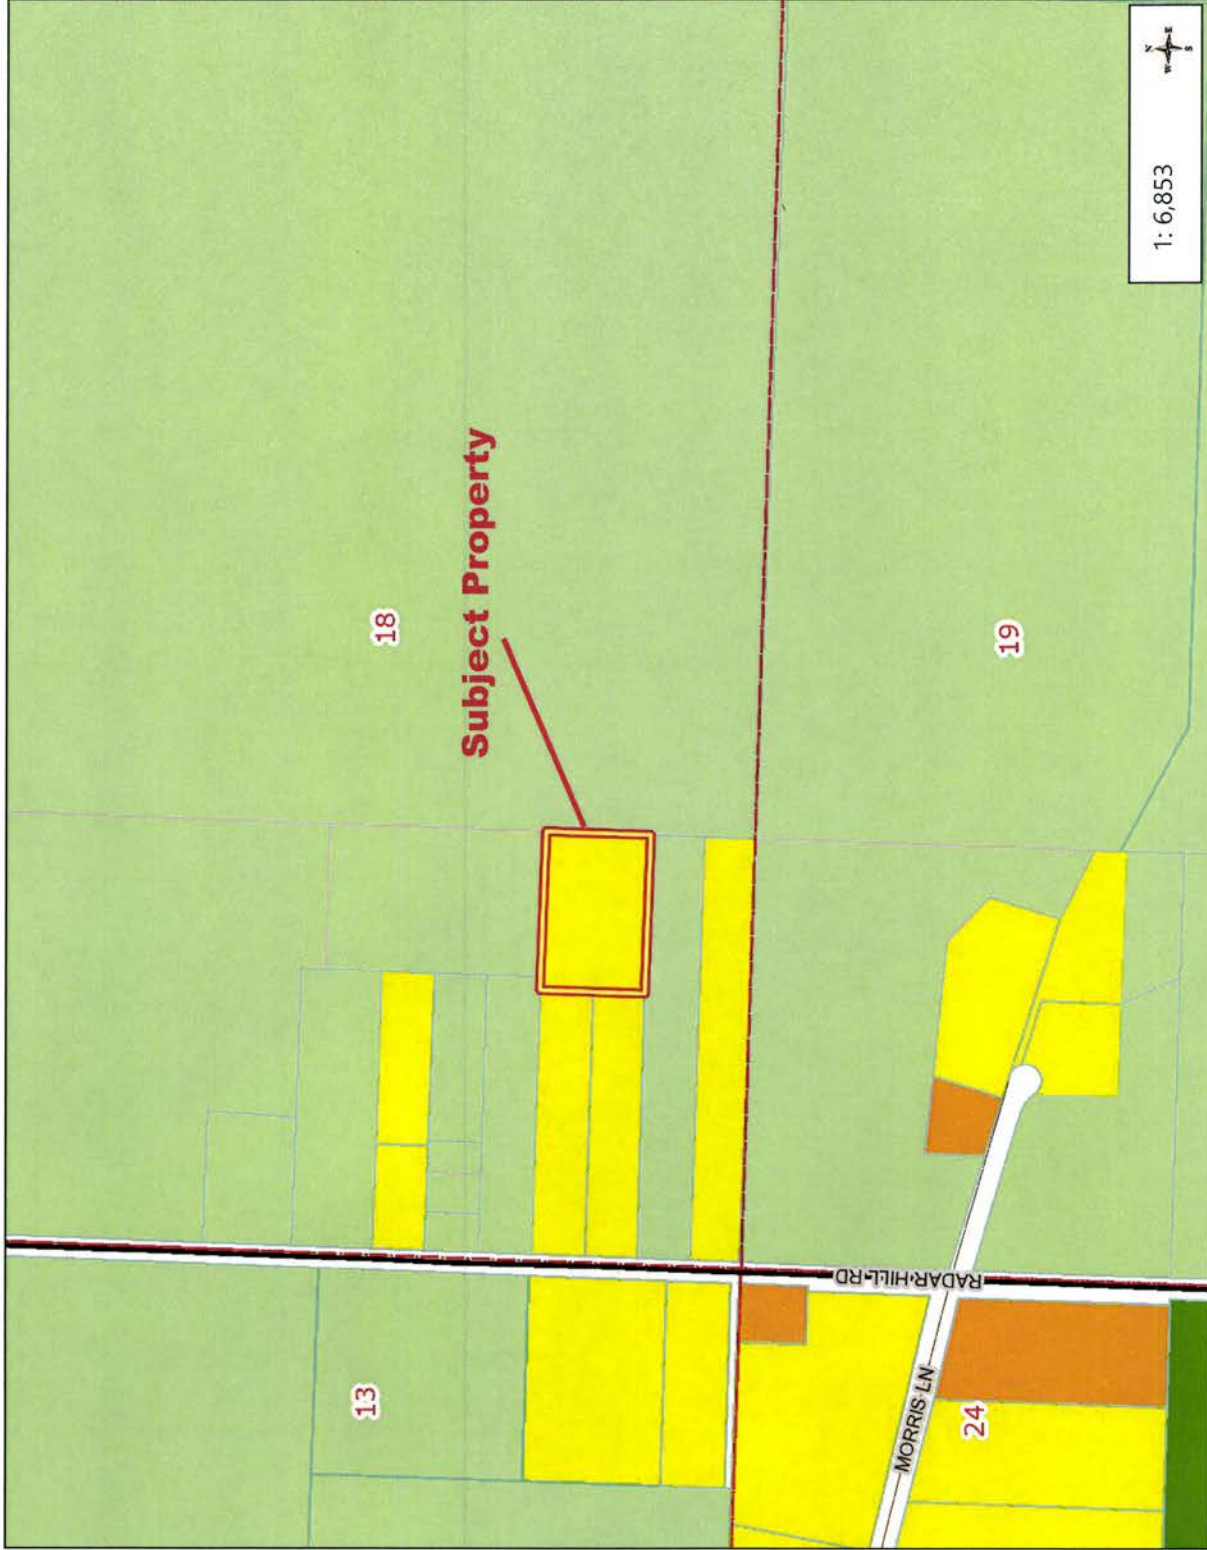 18
Subject Property
13
19
RADAR HILL RD
MORRIS LN
24
1: 6,853
N
W
E
S